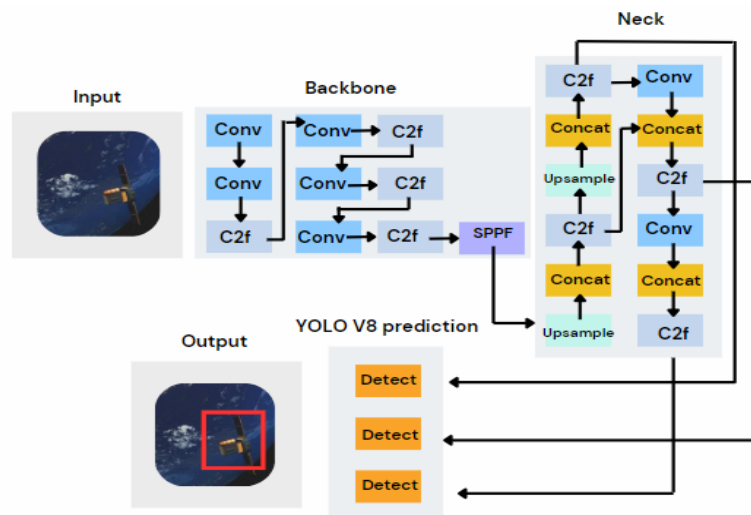 Neck
Backbone
Input
Conv
Conv
C2f
Conv
C2f
Conv
C2f
Conv
C2f
SPPF
C2f
Concat
Upsample
C2f
Concat
Upsample
Conv
Concat
C2f
Conv
Concat
C2f
YOLO V8 prediction
Output
Detect
Detect
Detect